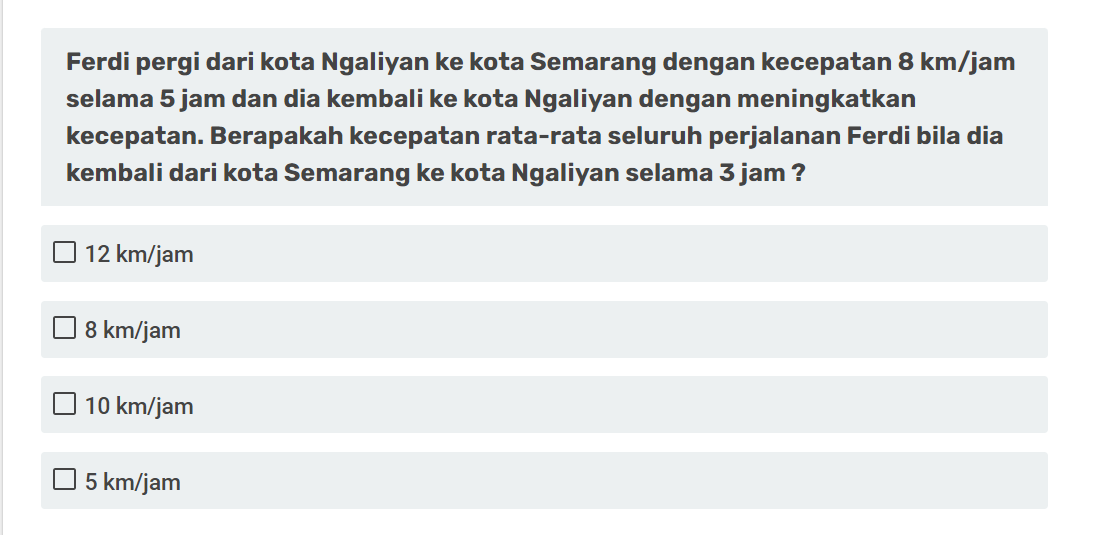 Ferdi pergi dari kota Ngaliyan ke kota Semarang dengan kecepatan 8 km/jam
selama 5 jam dan dia kembali ke kota Ngaliyan dengan meningkatkan
kecepatan. Berapakah kecepatan rata-rata seluruh perjalanan Ferdi bila dia
kembali dari kota Semarang ke kota Ngaliyan selama 3 jam ?
12 km/jam
8 km/jam
10 km/jam
5 km/jam